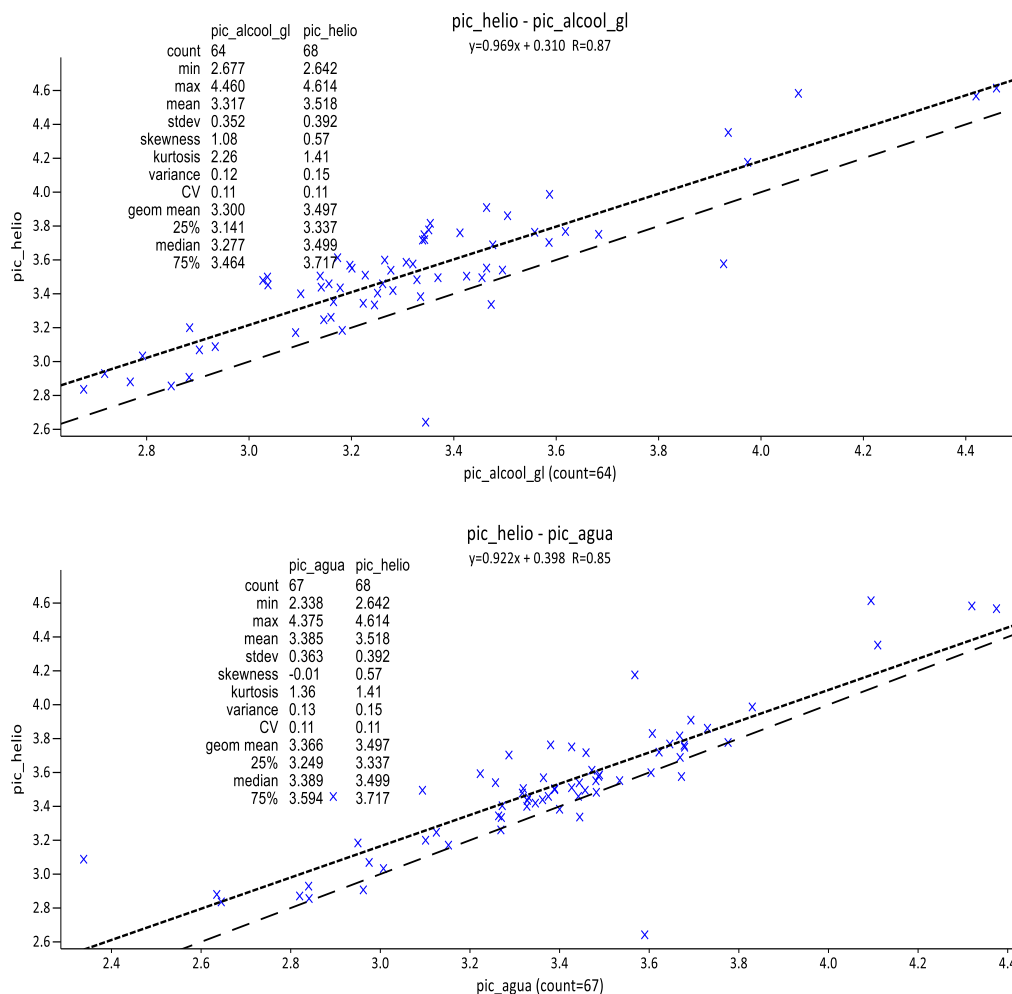 pic_helio - pic_alcool_gl
y=0.969x + 0.310 R=0.87
pic_alcool_gl pic_helio
count 64 68
min 2.677 2.642
max 4.460 4.614
mean 3.317 3.518
stdev 0.352 0.392
skewness 1.08 0.57
kurtosis 2.26 1.41
variance 0.12 0.15
CV 0.11 0.11
geom mean 3.300 3.497
25% 3.141 3.337
median 3.277 3.499
75% 3.464 3.717
pic_helio
4.6
4.4
4.2
4.0
3.8
3.6
3.4
3.2
3.0
2.8
2.6
2.8 3.0 3.2 3.4 3.6 3.8 4.0 4.2 4.4
pic_alcool_gl (count=64)
pic_helio - pic_agua
y=0.922x + 0.398 R=0.85
pic_agua pic_helio
count 67 68
min 2.338 2.642
max 4.375 4.614
mean 3.385 3.518
stdev 0.363 0.392
skewness -0.01 0.57
kurtosis 1.36 1.41
variance 0.13 0.15
CV 0.11 0.11
geom mean 3.366 3.497
25% 3.249 3.337
median 3.389 3.499
75% 3.594 3.717
pic_helio
4.6
4.4
4.2
4.0
3.8
3.6
3.4
3.2
3.0
2.8
2.6
2.4 2.6 2.8 3.0 3.2 3.4 3.6 3.8 4.0 4.2 4.4
pic_agua (count=67)